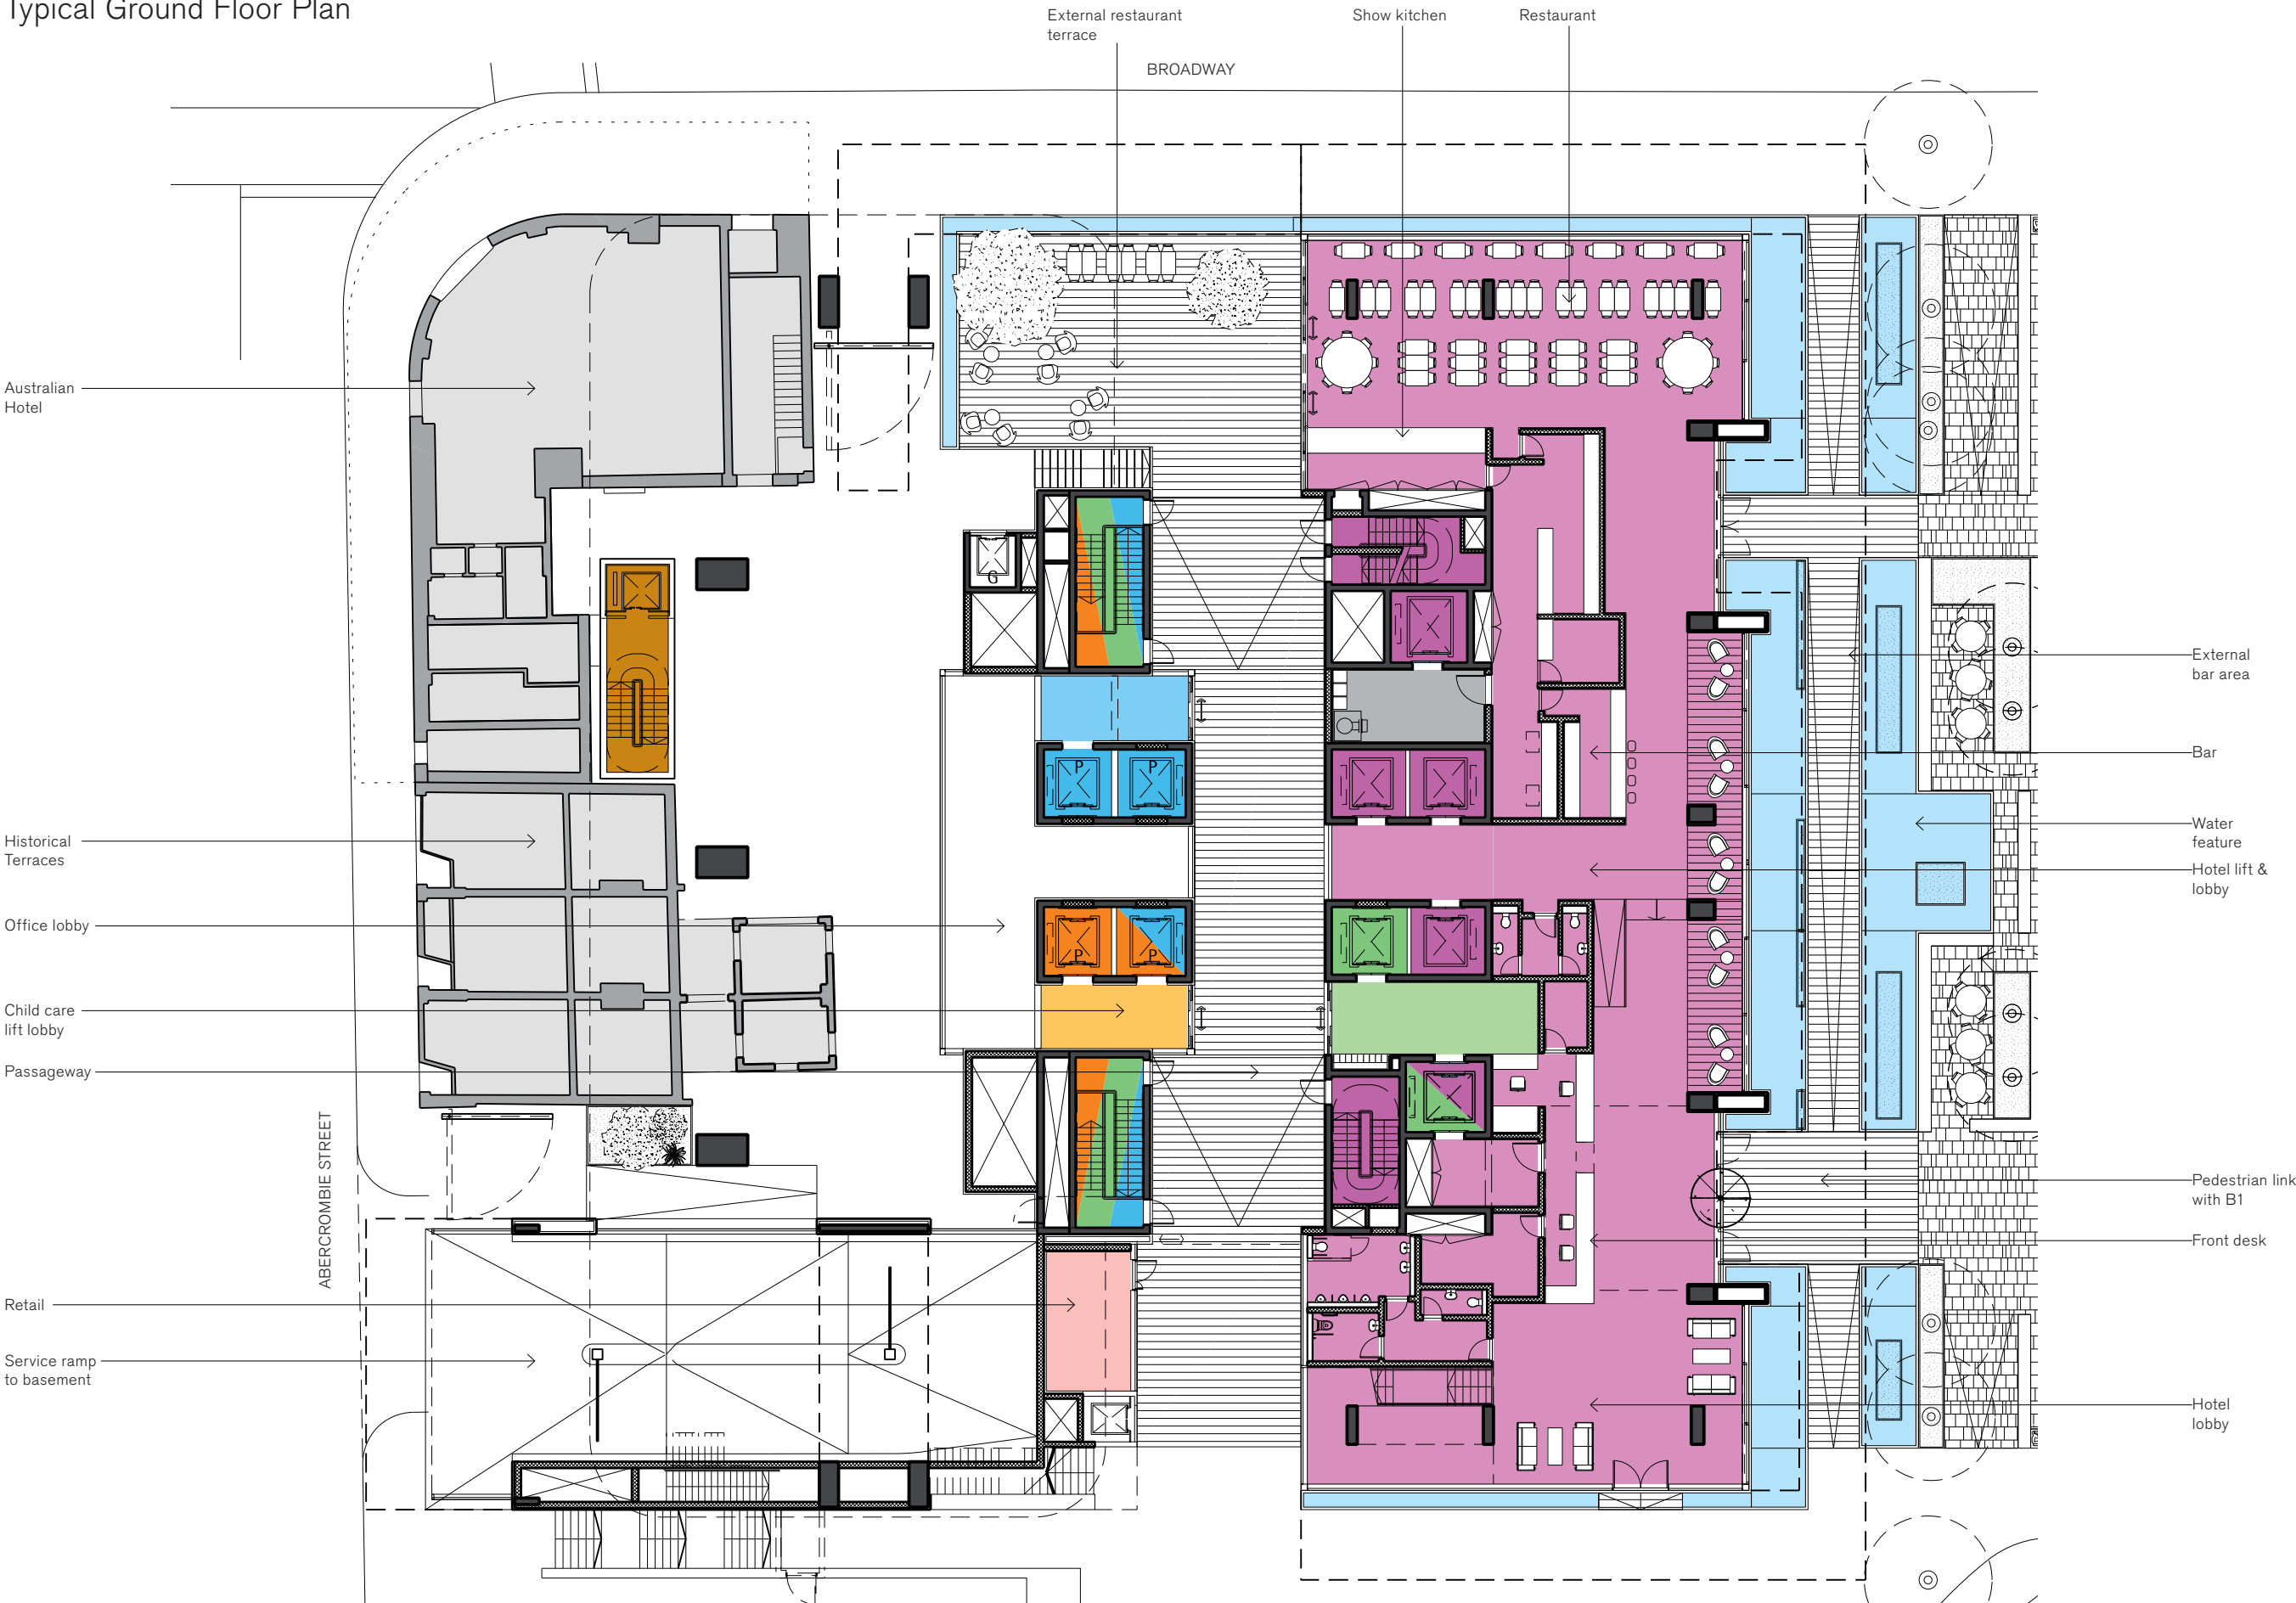 Typical Ground Floor Plan
External restaurant
terrace
Show kitchen
Restaurant
BROADWAY
Australian
Hotel
G
External
bar area
Bar
P
P
Water
feature
Historical
Terraces
Hotel lift &
lobby
Office lobby
P
P
Child care
lift lobby
Passageway
ABERCROMBIE STREET
Pedestrian link
with B1
Front desk
Retail
Service ramp
to basement
Hotel
lobby